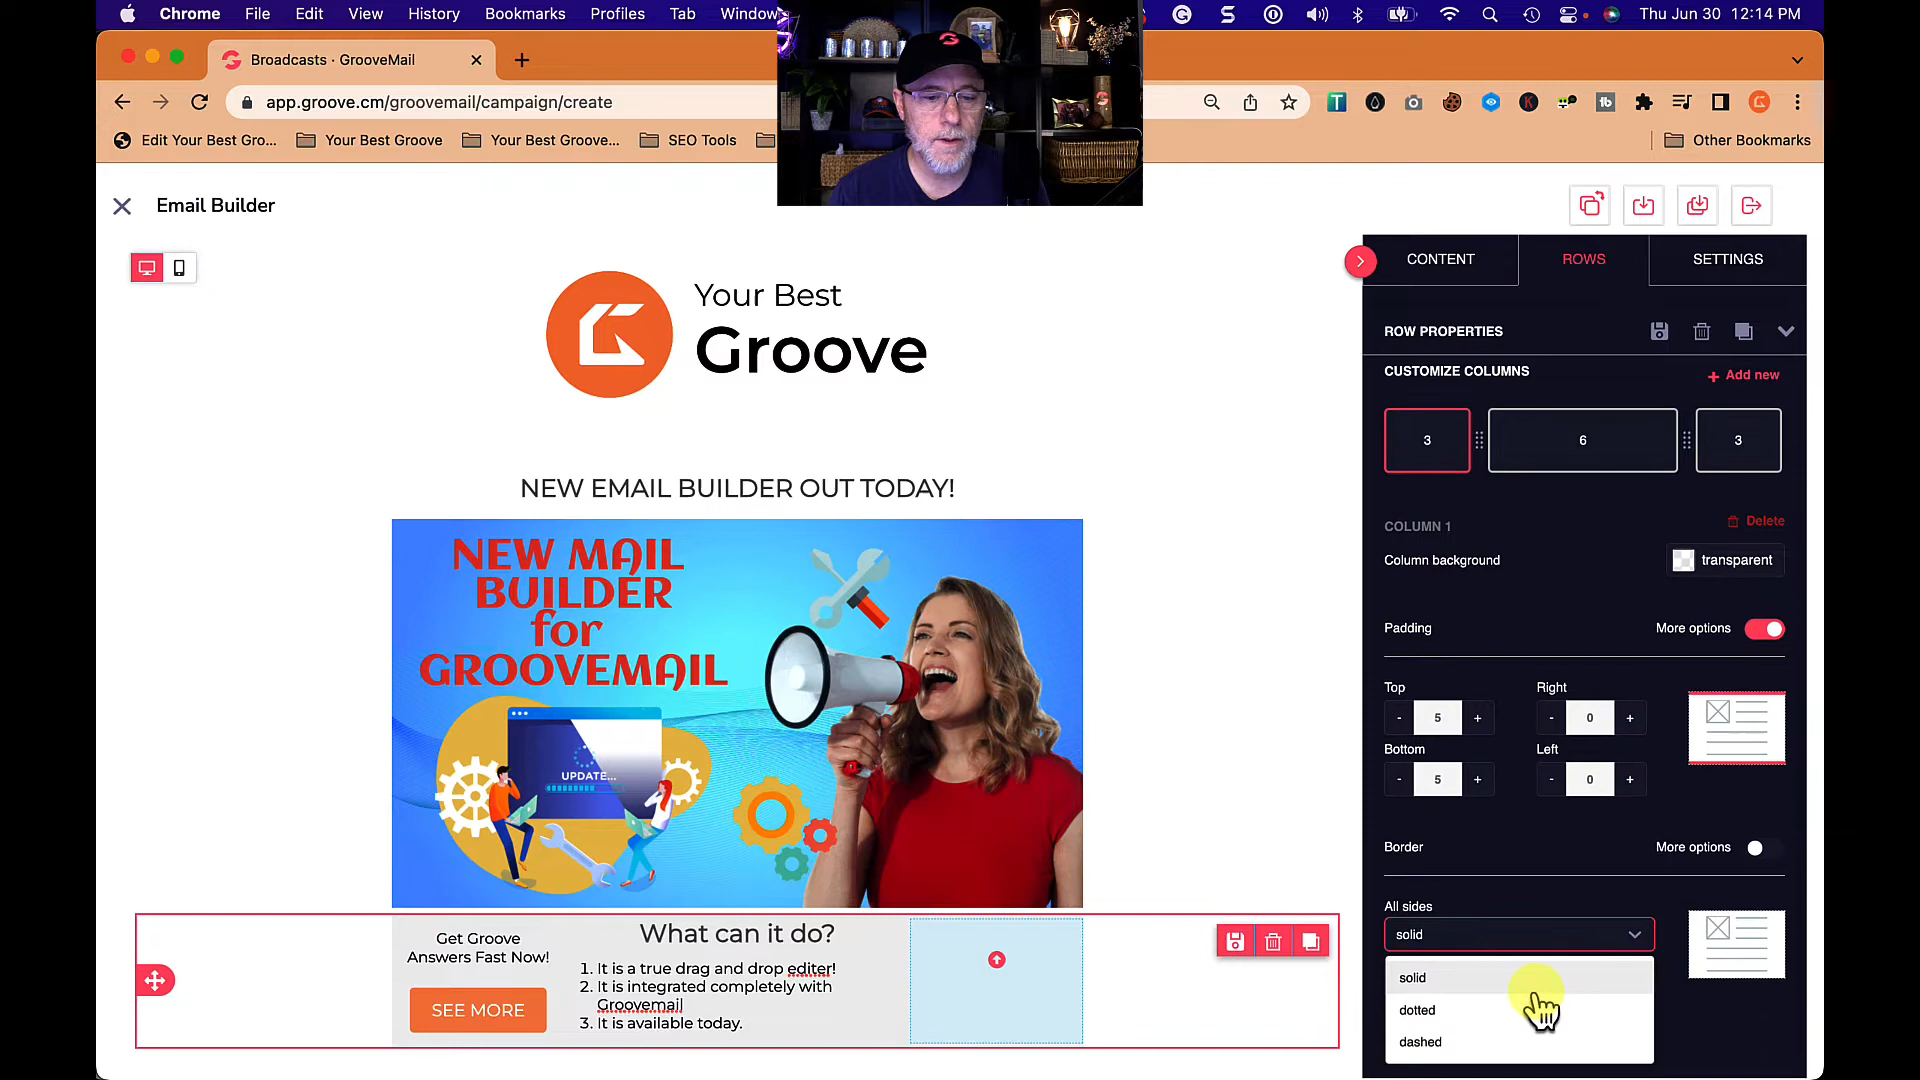 Chrome File Edit View History Bookmarks Profiles Tab Window Thu Jun 30 12:14 PM
Broadcasts · GrooveMail
app.groove.cm/groovemail/campaign/create
Edit Your Best Gro... Your Best Groove Your Best Groove... SEO Tools Other Bookmarks
Email Builder
CONTENT ROWS SETTINGS
Your Best
Groove
ROW PROPERTIES
CUSTOMIZE COLUMNS + Add new
3 6 3
NEW EMAIL BUILDER OUT TODAY!
COLUMN 1 Delete
Column background transparent
NEW MAIL
BUILDER
for
GROOVEMAIL
UPDATE...
Padding More options
Top Right
- 5 + - 0 +
Bottom Left
- 5 + - 0 +
Border More options
All sides
solid
solid
dotted
dashed
Get Groove
Answers Fast Now!
SEE MORE
What can it do?
1. It is a true drag and drop editer!
2. It is integrated completely with
Groovemail
3. It is available today.